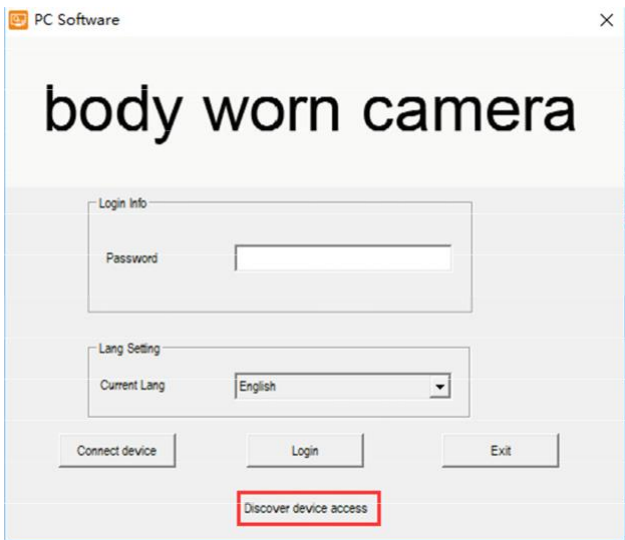 PC Software
body worn camera
Login Info
Password
Lang Setting
Current Lang English
Connect device Login Exit
Discover device access